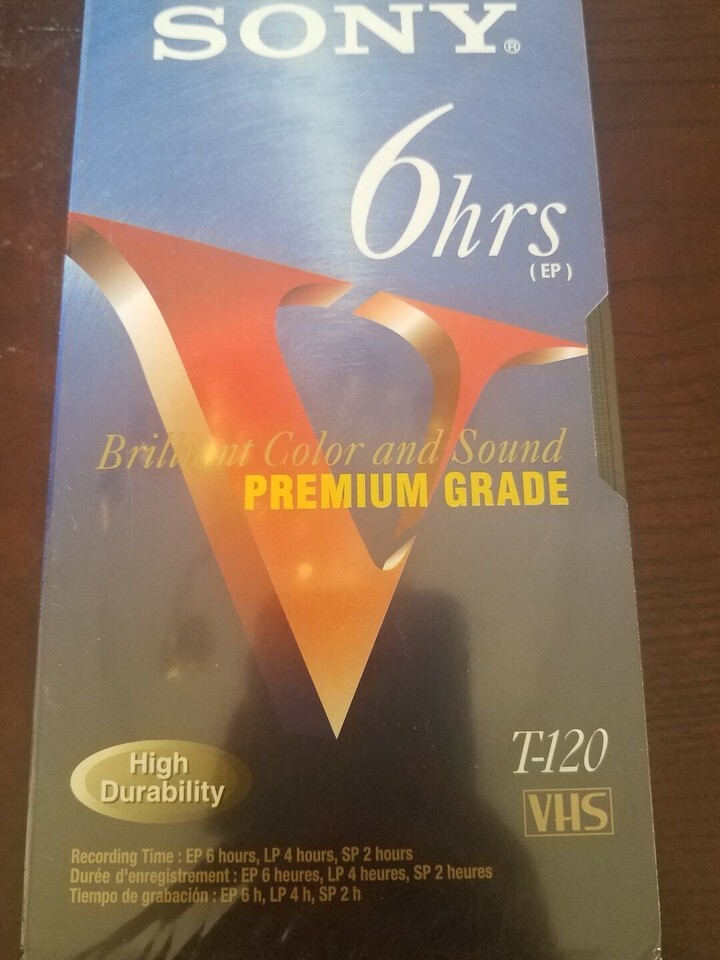 SONY®
6hrs
(EP)
Brilliant Color and Sound
PREMIUM GRADE
High
Durability
T-120
VHS
Recording Time : EP 6 hours, LP 4 hours, SP 2 hours
Durée d'enregistrement : EP 6 heures, LP 4 heures, SP 2 heures
Tiempo de grabación : EP 6 h, LP 4 h, SP 2 h